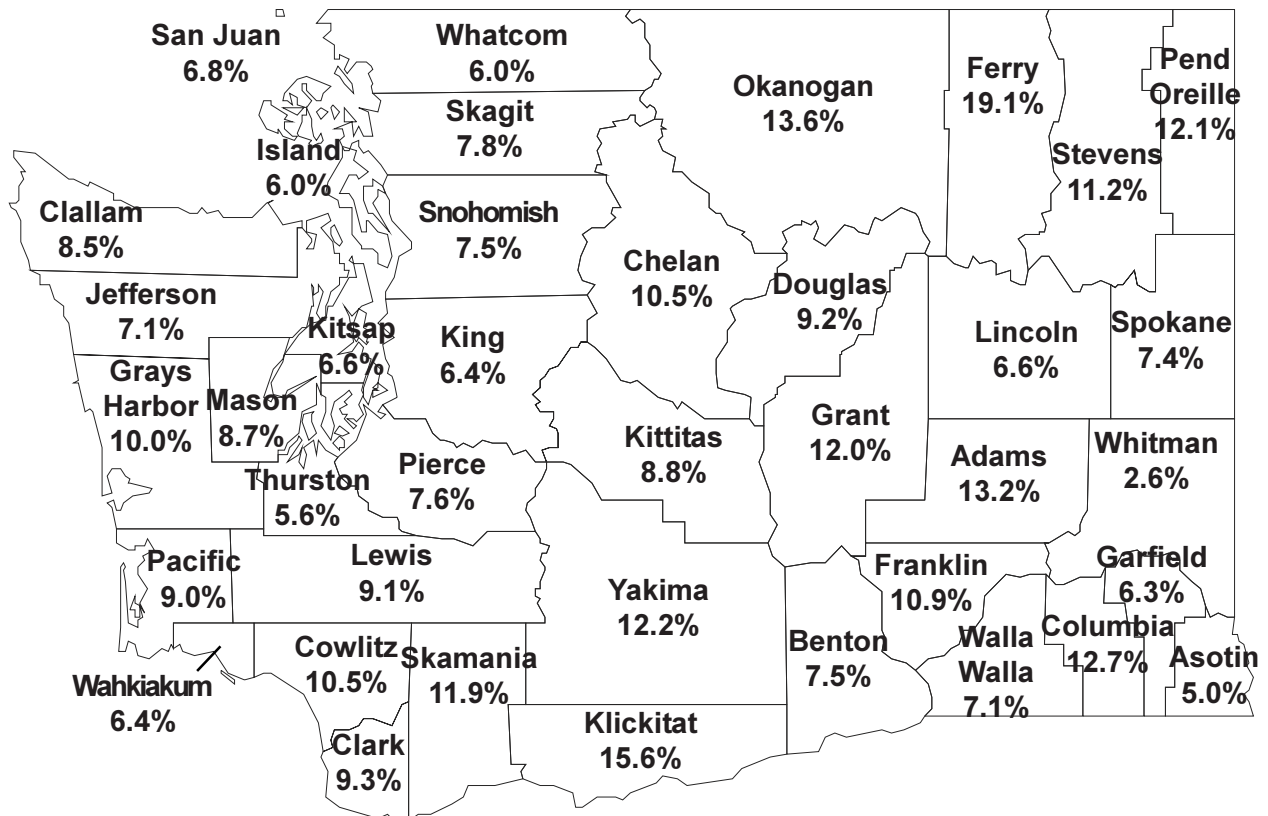 San Juan
6.8%
Whatcom
6.0%
Skagit
7.8%
Island
6.0%
Okanogan
13.6%
Ferry
19.1%
Pend
Oreille
12.1%
Stevens
11.2%
Clallam
8.5%
Snohomish
7.5%
Chelan
10.5%
Douglas
9.2%
Jefferson
7.1%
Kitsap
6.6%
King
6.4%
Lincoln
6.6%
Spokane
7.4%
Grays
Harbor
10.0%
Mason
8.7%
Kittitas
8.8%
Grant
12.0%
Adams
13.2%
Whitman
2.6%
Thurston
5.6%
Pierce
7.6%
Pacific
9.0%
Lewis
9.1%
Yakima
12.2%
Franklin
10.9%
Garfield
6.3%
Wahkiakum
6.4%
Cowlitz
10.5%
Skamania
11.9%
Benton
7.5%
Walla
Walla
7.1%
Columbia
12.7%
Asotin
5.0%
Clark
9.3%
Klickitat
15.6%